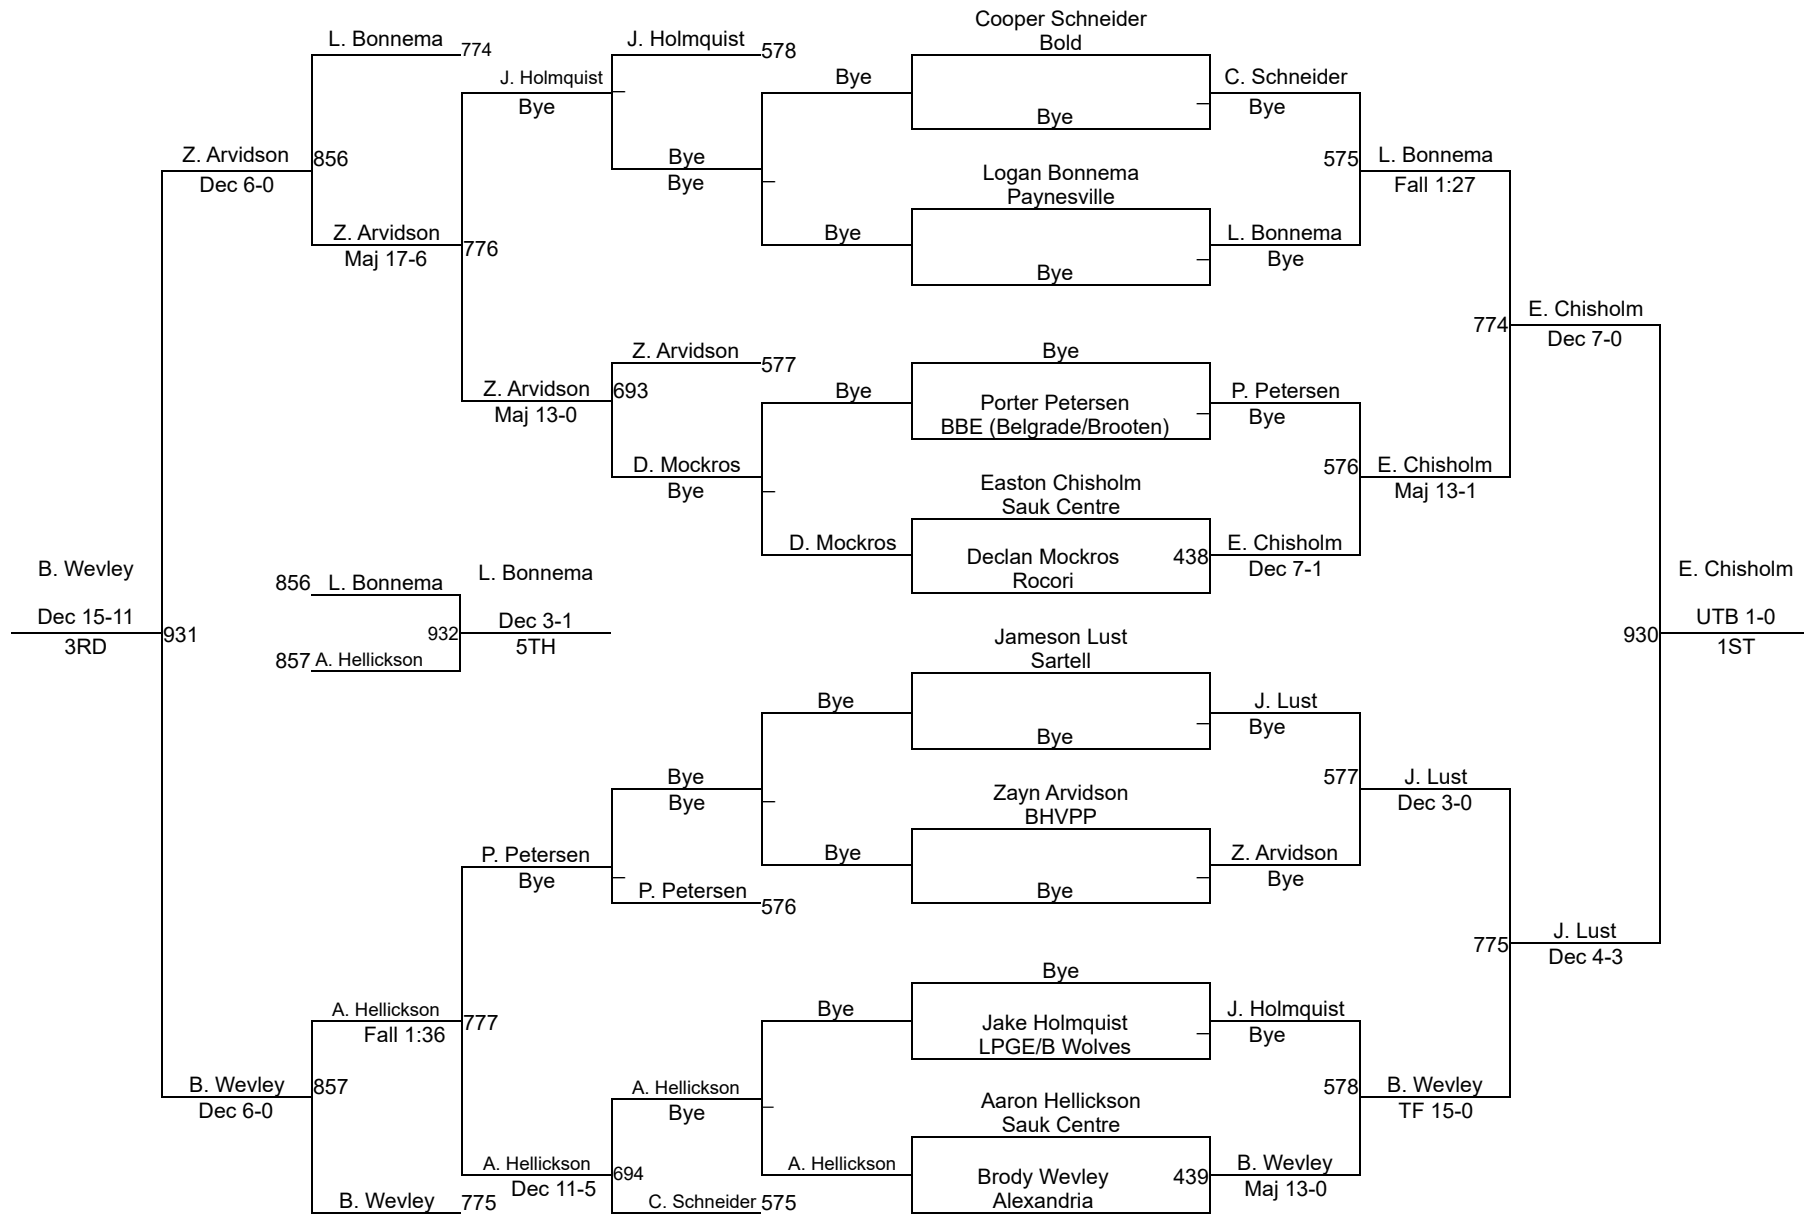 Cooper Schneider
Bold
L. Bonnema 774
J. Holmquist 578
J. Holmquist
Bye
Bye
C. Schneider
Bye
Bye
Z. Arvidson 856
Dec 6-0
Bye
Bye
575 L. Bonnema
Fall 1:27
Logan Bonnema
Paynesville
Z. Arvidson
Maj 17-6
776
Bye
L. Bonnema
Bye
Bye
774 E. Chisholm
Dec 7-0
Z. Arvidson 577
Bye
Z. Arvidson 693
Maj 13-0
Bye
Porter Petersen
BBE (Belgrade/Brooten)
P. Petersen
Bye
D. Mockros
Bye
576 E. Chisholm
Maj 13-1
Easton Chisholm
Sauk Centre
D. Mockros
Declan Mockros 438
Rocori
E. Chisholm
Dec 7-1
B. Wevley
Dec 15-11
3RD
931
856 L. Bonnema
L. Bonnema
932 Dec 3-1
5TH
857 A. Hellickson
E. Chisholm
UTB 1-0
930
1ST
Jameson Lust
Sartell
Bye
J. Lust
Bye
Bye
Bye
Bye
577 J. Lust
Dec 3-0
Zayn Arvidson
BHVPP
P. Petersen
Bye
Bye
Z. Arvidson
Bye
Bye
P. Petersen 576
775 J. Lust
Dec 4-3
Bye
A. Hellickson
Fall 1:36
777
Bye
Jake Holmquist
LPGE/B Wolves
J. Holmquist
Bye
B. Wevley 857
Dec 6-0
A. Hellickson
Bye
578 B. Wevley
TF 15-0
Aaron Hellickson
Sauk Centre
A. Hellickson 694
Dec 11-5
A. Hellickson
Brody Wevley 439
Alexandria
B. Wevley
Maj 13-0
B. Wevley 775
C. Schneider 575